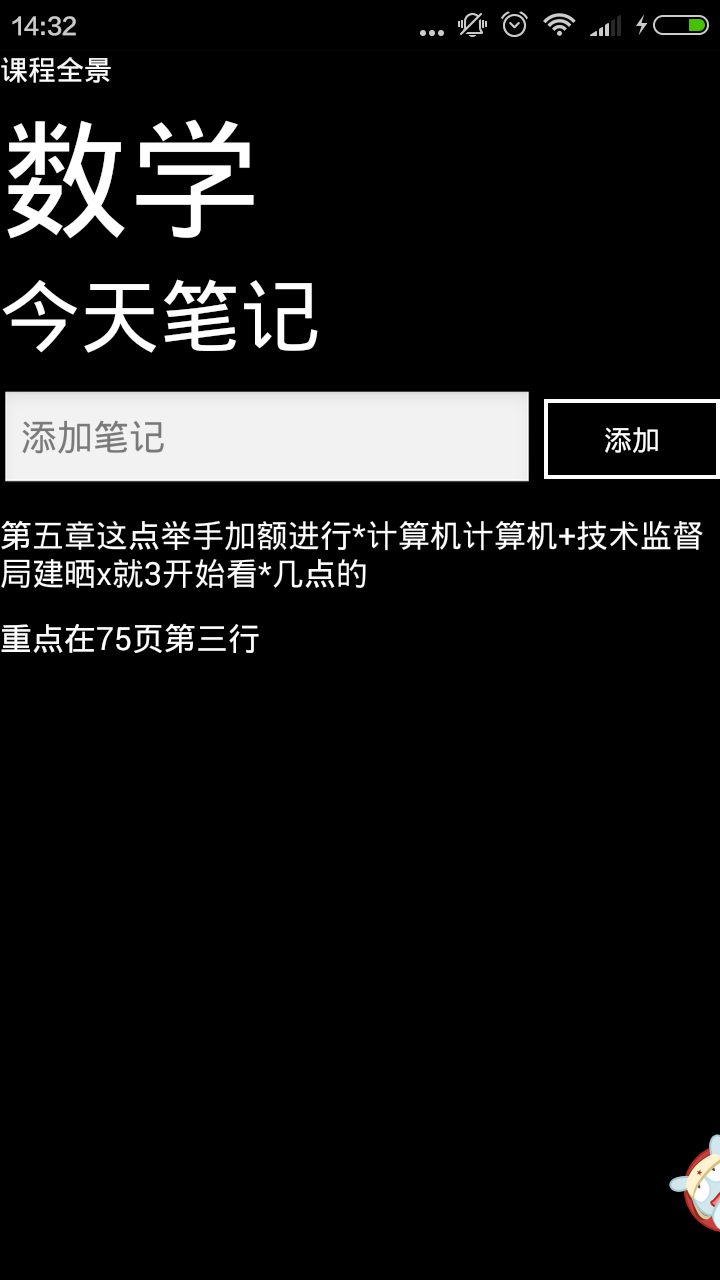 14:32
课程全景
数学
今天笔记
添加笔记
添加
第五章这点举手加额进行*计算机计算机+技术监督
局建晒x就3开始看*几点的
重点在75页第三行